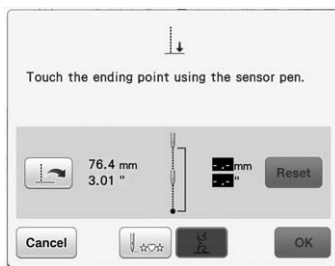 Touch the ending point using the sensor pen.
76.4 mm
3.01 "
-.- mm
-.- "
Reset
Cancel
OK